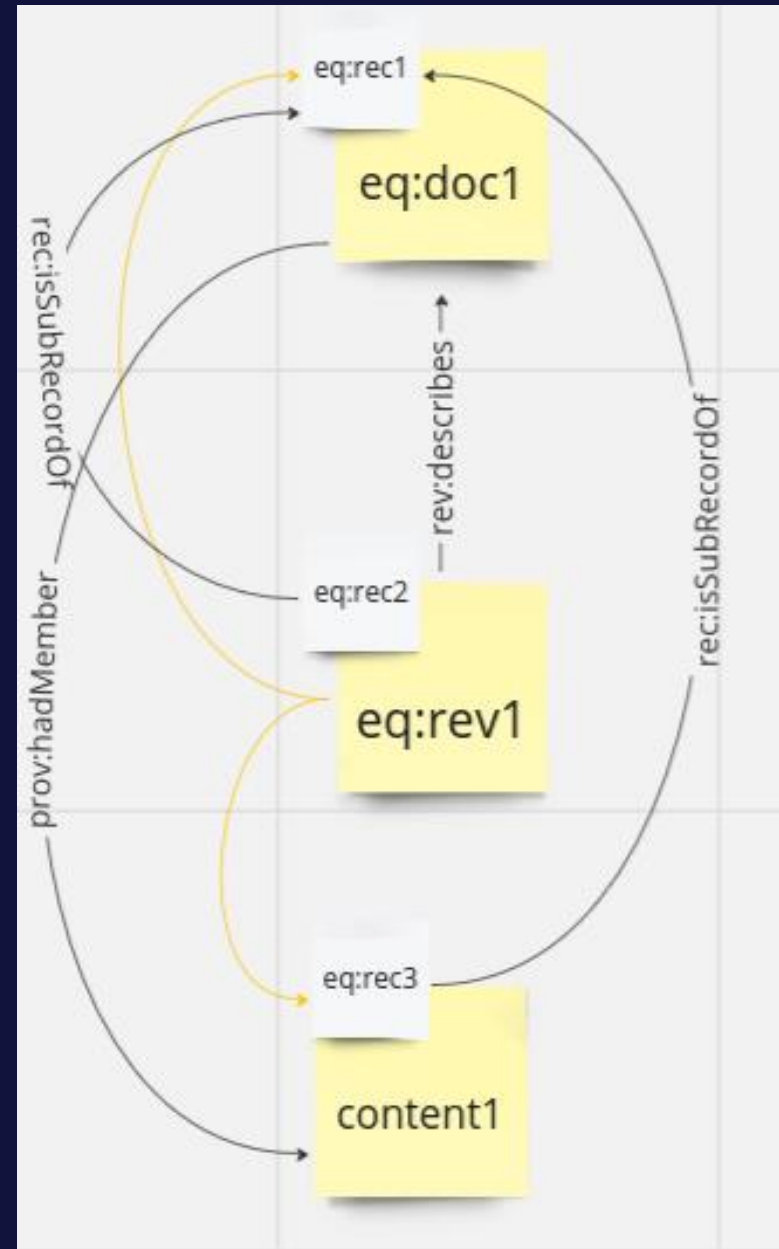 eq:rec1
eq:doc1
rec:isSubRecordOf
rev:describes
rec:isSubRecordOf
eq:rec2
prov:hadMember
eq:rev1
eq:rec3
content1